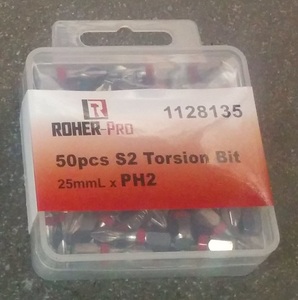 R
ROHER-PRO
1128135
50pcs S2 Torsion Bit
25mmL x PH2